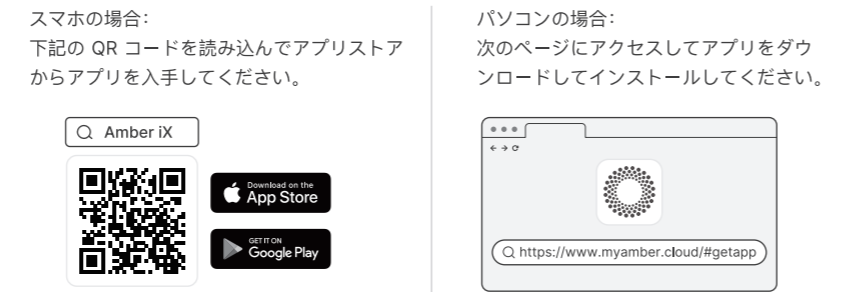 スマホの場合：
下記の QR コードを読み込んでアプリストア
からアプリを入手してください。
Amber iX
Download on the
App Store
GET IT ON
Google Play
パソコンの場合：
次のページにアクセスしてアプリをダウ
ンロードしてインストールしてください。
https://www.myamber.cloud/#getapp